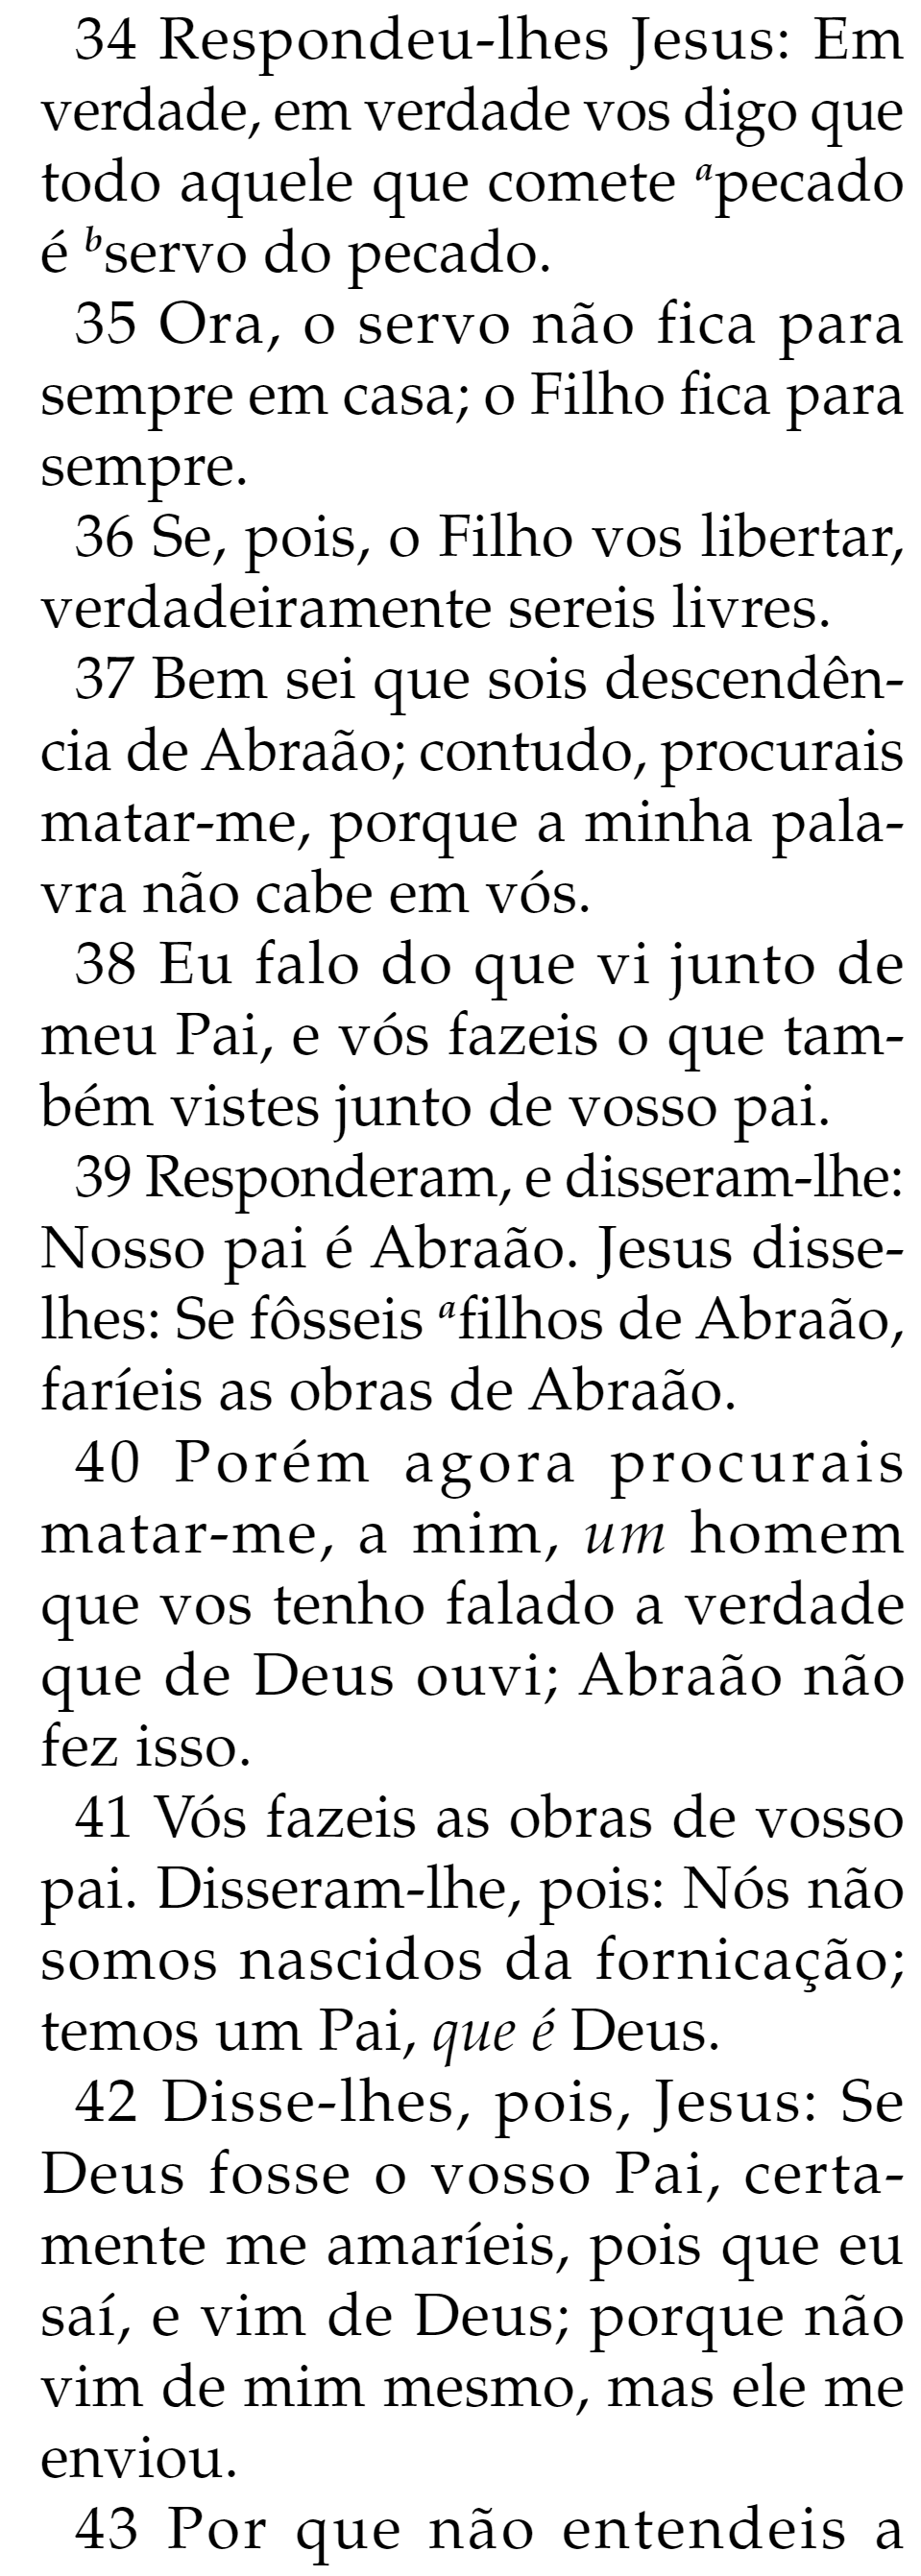 34 Respondeu-lhes Jesus: Em
verdade, em verdade vos digo que
todo aquele que comete ᵃpecado
é ᵇservo do pecado.
35 Ora, o servo não fica para
sempre em casa; o Filho fica para
sempre.
36 Se, pois, o Filho vos libertar,
verdadeiramente sereis livres.
37 Bem sei que sois descendên-
cia de Abraão; contudo, procurais
matar-me, porque a minha pala-
vra não cabe em vós.
38 Eu falo do que vi junto de
meu Pai, e vós fazeis o que tam-
bém vistes junto de vosso pai.
39 Responderam, e disseram-lhe:
Nosso pai é Abraão. Jesus disse-
lhes: Se fôsseis ᵃfilhos de Abraão,
faríeis as obras de Abraão.
40 Porém agora procurais
matar-me, a mim, um homem
que vos tenho falado a verdade
que de Deus ouvi; Abraão não
fez isso.
41 Vós fazeis as obras de vosso
pai. Disseram-lhe, pois: Nós não
somos nascidos da fornicação;
temos um Pai, que é Deus.
42 Disse-lhes, pois, Jesus: Se
Deus fosse o vosso Pai, certa-
mente me amaríeis, pois que eu
saí, e vim de Deus; porque não
vim de mim mesmo, mas ele me
enviou.
43 Por que não entendeis a